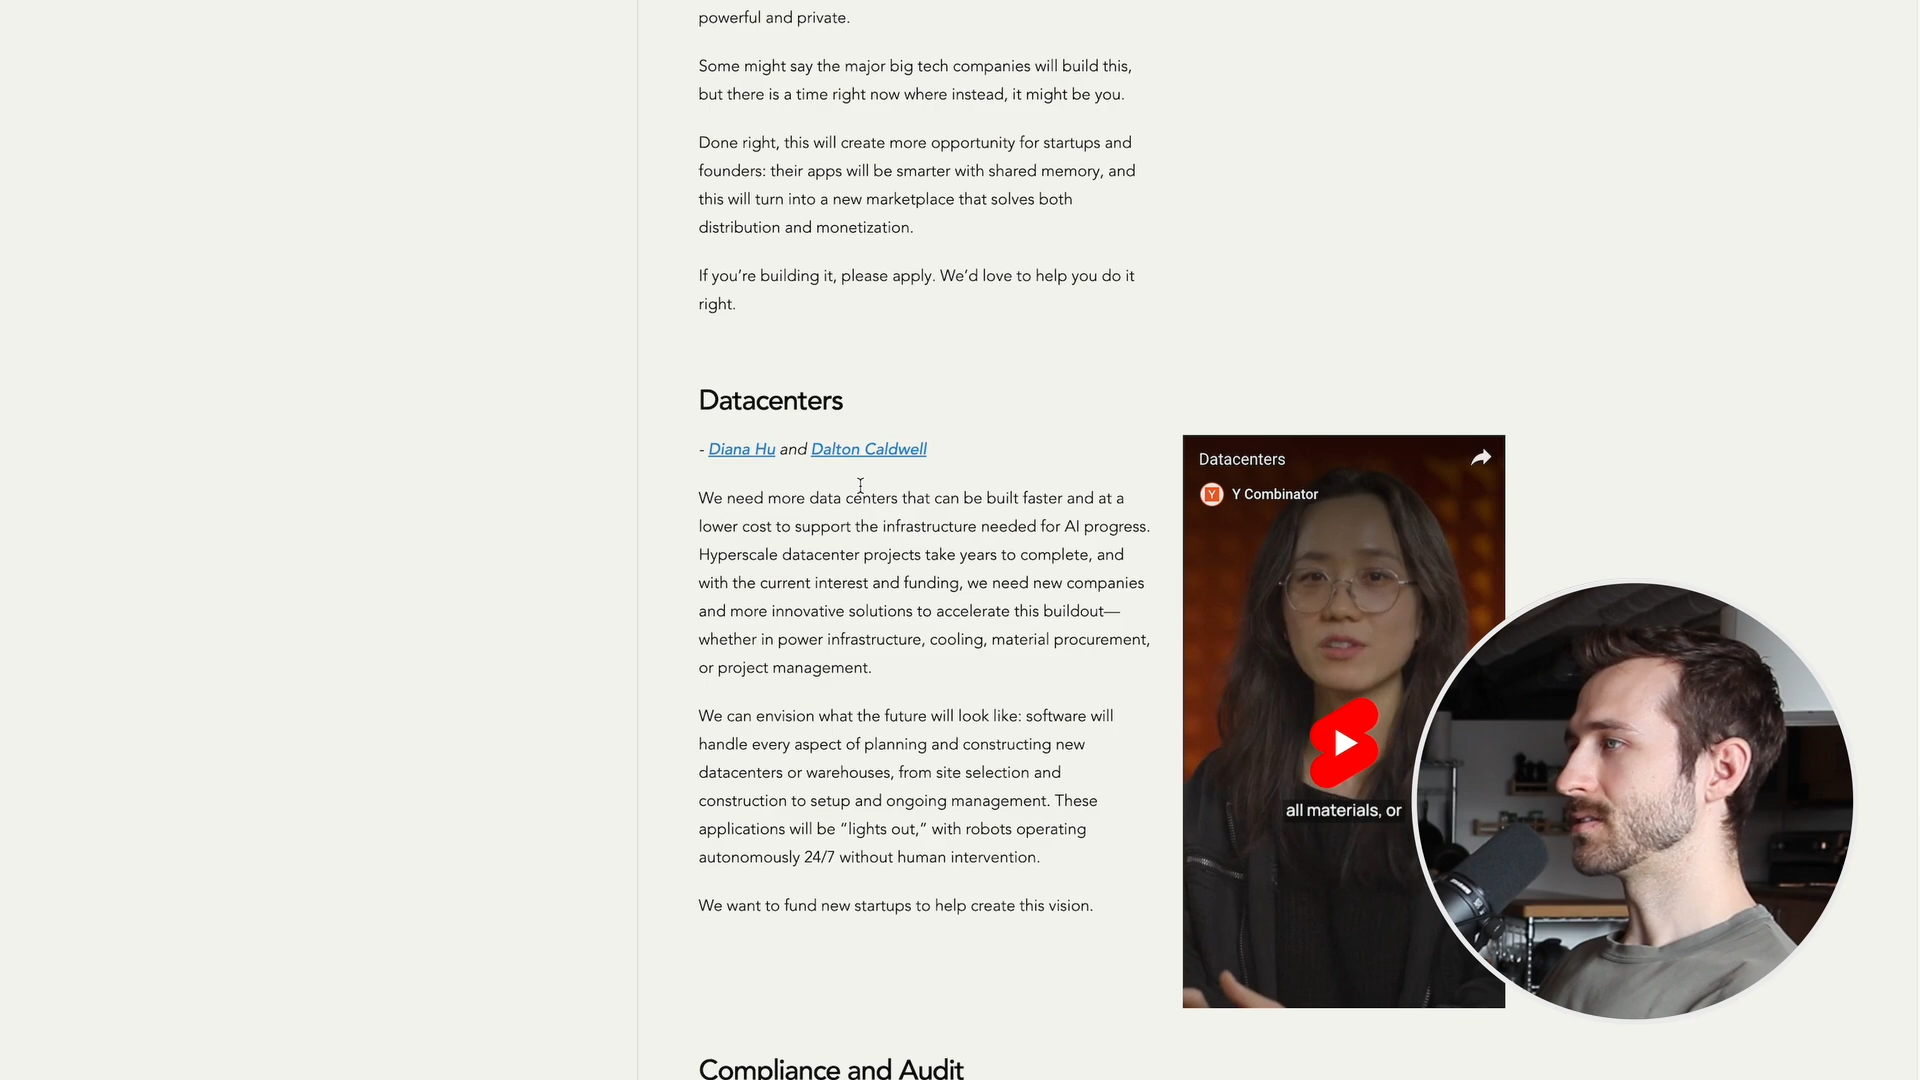 powerful and private.
Some might say the major big tech companies will build this,
but there is a time right now where instead, it might be you.
Done right, this will create more opportunity for startups and
founders: their apps will be smarter with shared memory, and
this will turn into a new marketplace that solves both
distribution and monetization.
If you’re building it, please apply. We’d love to help you do it
right.
Datacenters
- Diana Hu and Dalton Caldwell
We need more data centers that can be built faster and at a
lower cost to support the infrastructure needed for AI progress.
Hyperscale datacenter projects take years to complete, and
with the current interest and funding, we need new companies
and more innovative solutions to accelerate this buildout—
whether in power infrastructure, cooling, material procurement,
or project management.
We can envision what the future will look like: software will
handle every aspect of planning and constructing new
datacenters or warehouses, from site selection and
construction to setup and ongoing management. These
applications will be “lights out,” with robots operating
autonomously 24/7 without human intervention.
We want to fund new startups to help create this vision.
Datacenters
Y Y Combinator
all materials, or
Compliance and Audit